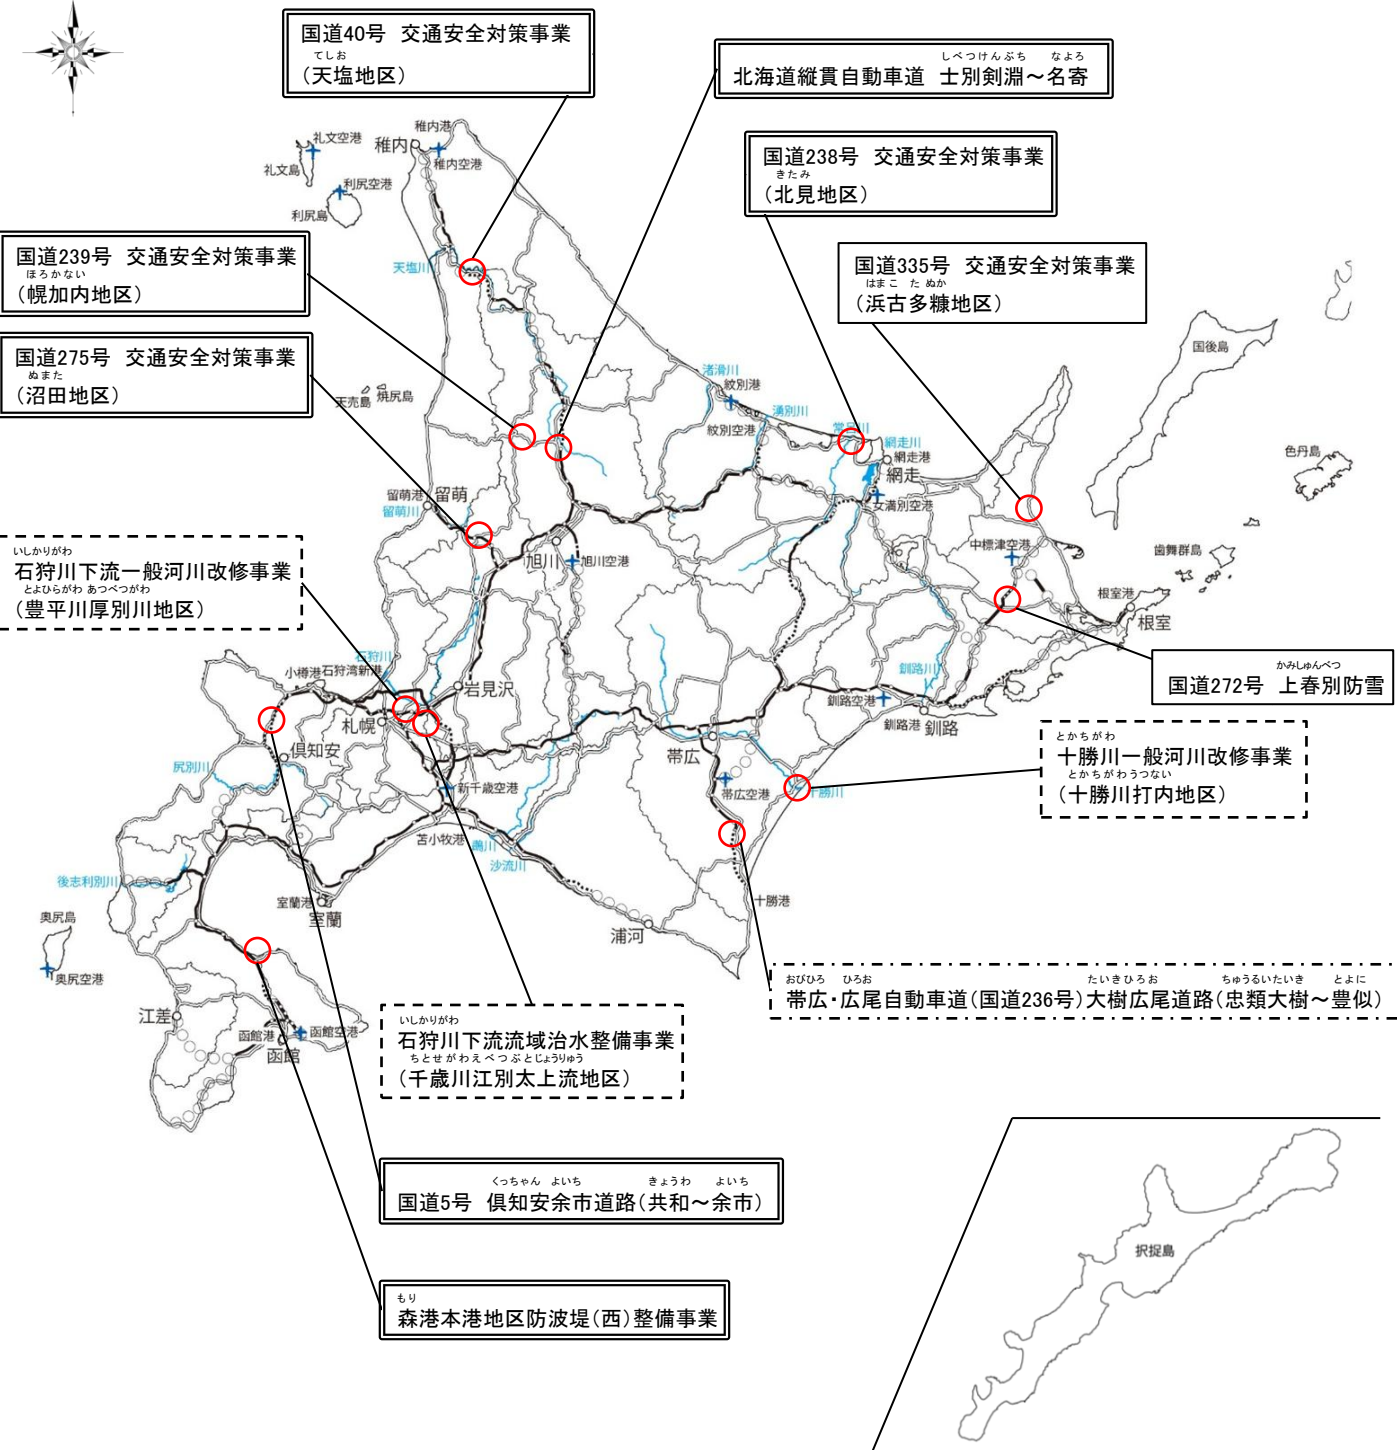 国道40号 交通安全対策事業
てしお
(天塩地区)
しべつけんぶち なよろ
北海道縦貫自動車道 士別剣淵～名寄
国道238号 交通安全対策事業
きたみ
(北見地区)
国道239号 交通安全対策事業
ほろかない
(幌加内地区)
国道335号 交通安全対策事業
はまこ た ぬか
(浜古多糠地区)
国道275号 交通安全対策事業
ぬまた
(沼田地区)
いしかりがわ
石狩川下流一般河川改修事業
とよひらがわ あつべつがわ
(豊平川厚別川地区)
かみしゅんべつ
国道272号 上春別防雪
とかちがわ
十勝川一般河川改修事業
とかちがわうつない
(十勝川打内地区)
おびひろ ひろお たいきひろお ちゅうるいたいき とよに
帯広・広尾自動車道(国道236号)大樹広尾道路(忠類大樹～豊似)
いしかりがわ
石狩川下流流域治水整備事業
ちとせがわえべつぶとじょうりゅう
(千歳川江別太上流地区)
くっちゃん よいち きょうわ よいち
国道5号 倶知安余市道路(共和～余市)
もり
森港本港地区防波堤(西)整備事業
礼文空港
礼文島
利尻空港
利尻島
稚内港
稚内
稚内空港
天塩川
天売島
焼尻島
渚滑川
紋別港
紋別空港
湧別川
常呂川
網走川
網走港
網走
女満別空港
国後島
色丹島
歯舞群島
中標津空港
根室港
根室
留萌港
留萌
留萌川
旭川
旭川空港
石狩川
小樽港
石狩湾新港
岩見沢
札幌
倶知安
尻別川
新千歳空港
苫小牧港
鵡川
沙流川
釧路川
釧路空港
釧路港
釧路
帯広
帯広空港
十勝川
十勝港
浦河
後志利別川
室蘭港
室蘭
奥尻島
奥尻空港
江差
函館港
函館空港
函館
択捉島